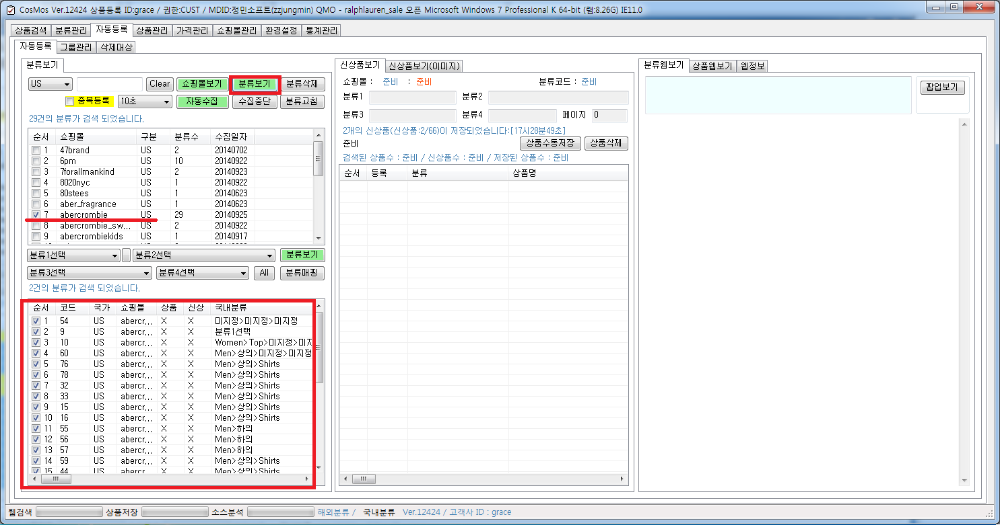 CosMos Ver.12424 상품등록 ID:grace / 권한:CUST / MDID:정민소프트(zzjungmin) QMO - ralphlauren_sale 오픈 Microsoft Windows 7 Professional K 64-bit (램:8.26G) IE11.0
상품검색 분류관리 자동등록 상품관리 가격관리 쇼핑몰관리 환경설정 통계관리
자동등록 그룹관리 삭제대상
분류보기
US Clear 쇼핑몰보기 분류보기 분류삭제
중복등록 10초 자동수집 수집중단 분류고침
29건의 분류가 검색 되었습니다.
순서 쇼핑몰 구분 분류수 수집일자
1 47brand US 2 20140702
2 6pm US 10 20140922
3 7forallmankind US 2 20140923
4 8020nyc US 1 20140922
5 80stees US 1 20140623
6 aber_fragrance US 1 20140623
7 abercrombie US 29 20140925
8 abercrombie_sw... US 2 20140922
9 abercrombiekids US 1 20140917
분류1선택 분류2선택 분류보기
분류3선택 분류4선택 All 분류매핑
2건의 분류가 검색 되었습니다.
순서 코드 국가 쇼핑몰 상품 신상 국내분류
1 54 US abercr... X X 미지정>미지정>미지정
2 9 US abercr... X X 분류1선택
3 10 US abercr... X X Women>Top>미지정>미지
4 60 US abercr... X X Men>상의>미지정>미지정
5 76 US abercr... X X Men>상의>Shirts
6 78 US abercr... X X Men>상의>Shirts
7 32 US abercr... X X Men>상의>Shirts
8 33 US abercr... X X Men>상의>Shirts
9 15 US abercr... X X Men>상의>Shirts
10 16 US abercr... X X Men>상의>Shirts
11 55 US abercr... X X Men>하의
12 56 US abercr... X X Men>하의
13 57 US abercr... X X Men>하의
14 59 US abercr... X X Men>상의>Shirts
15 44 US abercr... X X Men>상의>Shirts
신상품보기 신상품보기(이미지)
쇼핑몰 : 준비 : 준비 분류코드 : 준비
분류1 분류2
분류3 분류4 페이지 0
2개의 신상품(신상품:2/66)이 저장되었습니다:[17시28분49초]
준비 상품수동저장 상품삭제
검색된 상품수 : 준비 / 신상품수 : 준비 / 저장된 상품수 : 준비
순서 등록 분류 상품명
분류웹보기 상품웹보기 웹정보
팝업보기
웹검색 상품저장 소스분석 해외분류 / 국내분류 Ver.12424 / 고객사 ID : grace